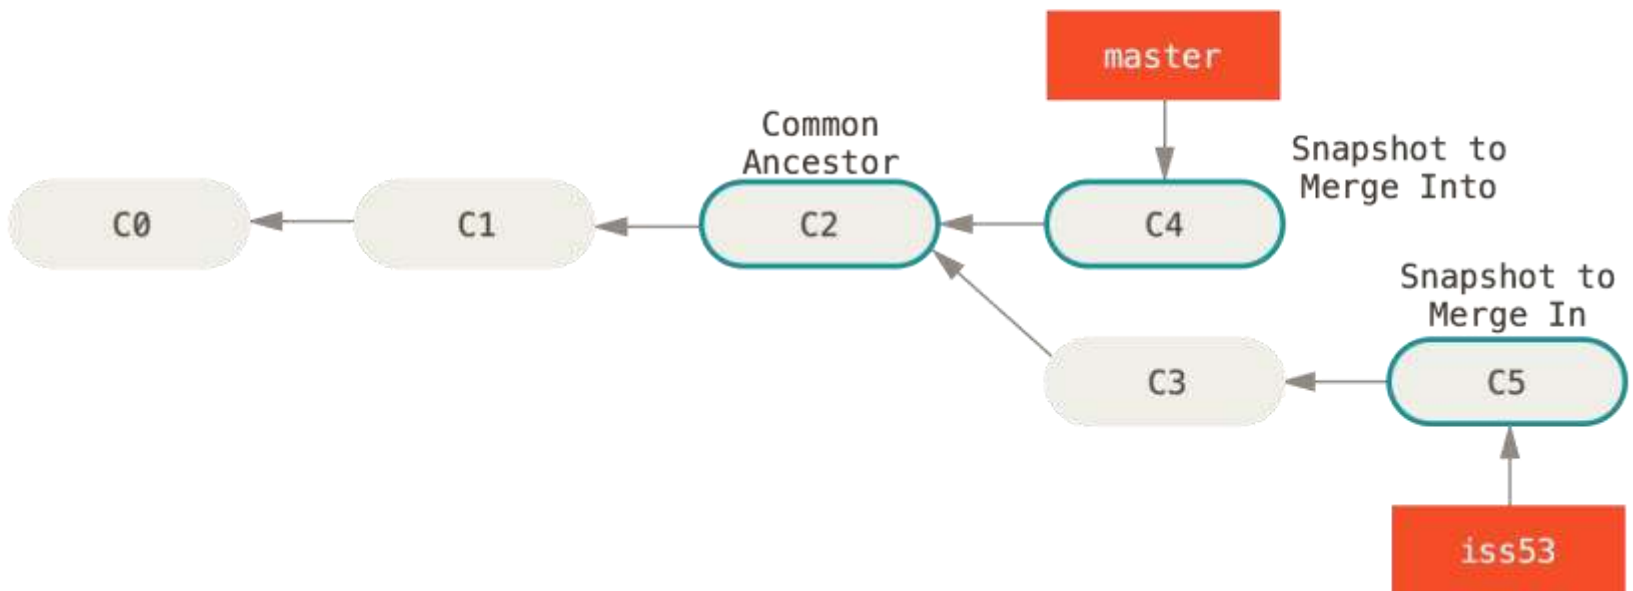 master
Common
Ancestor
Snapshot to
Merge Into
C0
C1
C2
C4
Snapshot to
Merge In
C3
C5
iss53